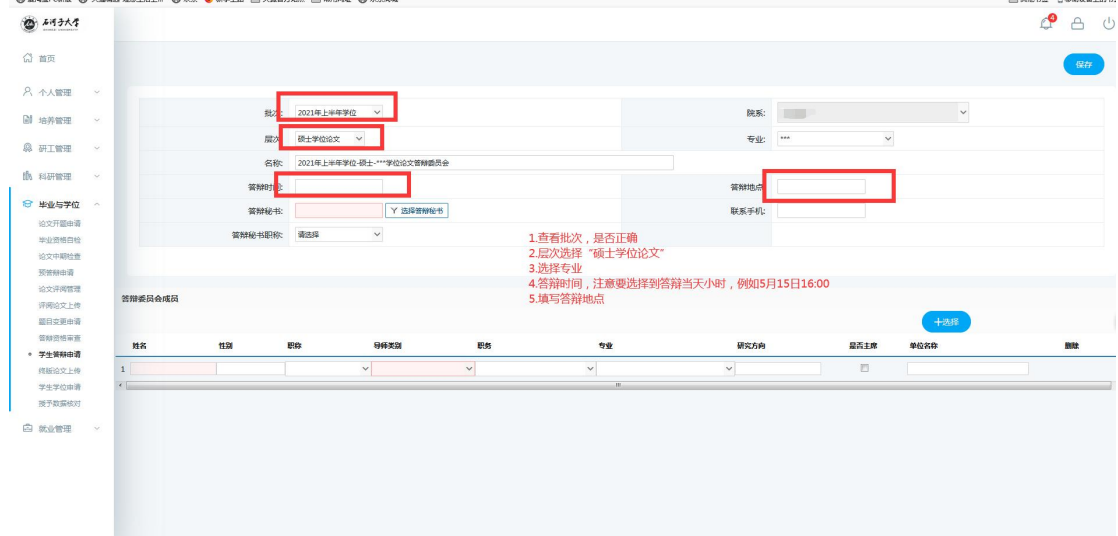 石河子大学
4
首页
保存
个人管理
培养管理
研工管理
科研管理
毕业与学位
论文开题申请
毕业资格自检
论文中期检查
预答辩申请
论文评阅管理
评阅论文上传
题目变更申请
答辩资格审查
学生答辩申请
终版论文上传
学生学位申请
授予数据核对
就业管理
批次: 2021年上半年学位 院系:
层次: 硕士学位论文 专业: ***
名称: 2021年上半年学位-硕士-***学位论文答辩委员会
答辩时间: 答辩地点:
答辩秘书: 选择答辩秘书 联系手机:
答辩秘书职称: 请选择
1.查看批次，是否正确
2.层次选择“硕士学位论文”
3.选择专业
4.答辩时间，注意要选择到答辩当天小时，例如5月15日16:00
5.填写答辩地点
答辩委员会成员
+选择
姓名 性别 职称 导师类别 职务 专业 研究方向 是否主席 单位名称 删除
1